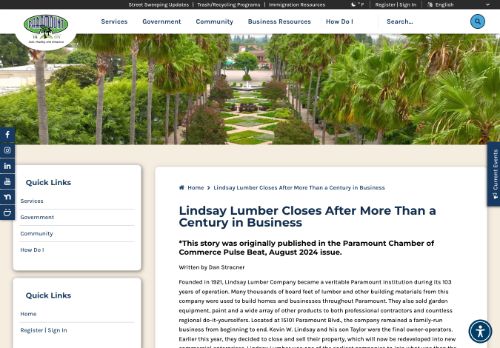 Street Sweeping Updates | Trash/Recycling Programs | Immigration Resources
° F | Register | Sign In | English
PARAMOUNT
Services Government Community Business Resources How Do I Search...
Current Events
Quick Links
Services
Government
Community
How Do I
Quick Links
Home
Register | Sign In
Home > Lindsay Lumber Closes After More Than a Century in Business
Lindsay Lumber Closes After More Than a
Century in Business
*This story was originally published in the Paramount Chamber of
Commerce Pulse Beat, August 2024 issue.
Written by Dan Stracner
Founded in 1921, Lindsay Lumber Company became a veritable Paramount institution during its 103
years of operation. Many thousands of board feet of lumber and other building materials from this
company were used to build homes and businesses throughout Paramount. They also sold garden
equipment, paint and a wide array of other products to both professional contractors and countless
regional do-it-yourselfers. Located at 15101 Paramount Blvd., the company remained a family-run
business from beginning to end. Kevin W. Lindsay and his son Taylor were the final owner-operators.
Earlier this year, they decided to close and sell their property, which will now be redeveloped into new